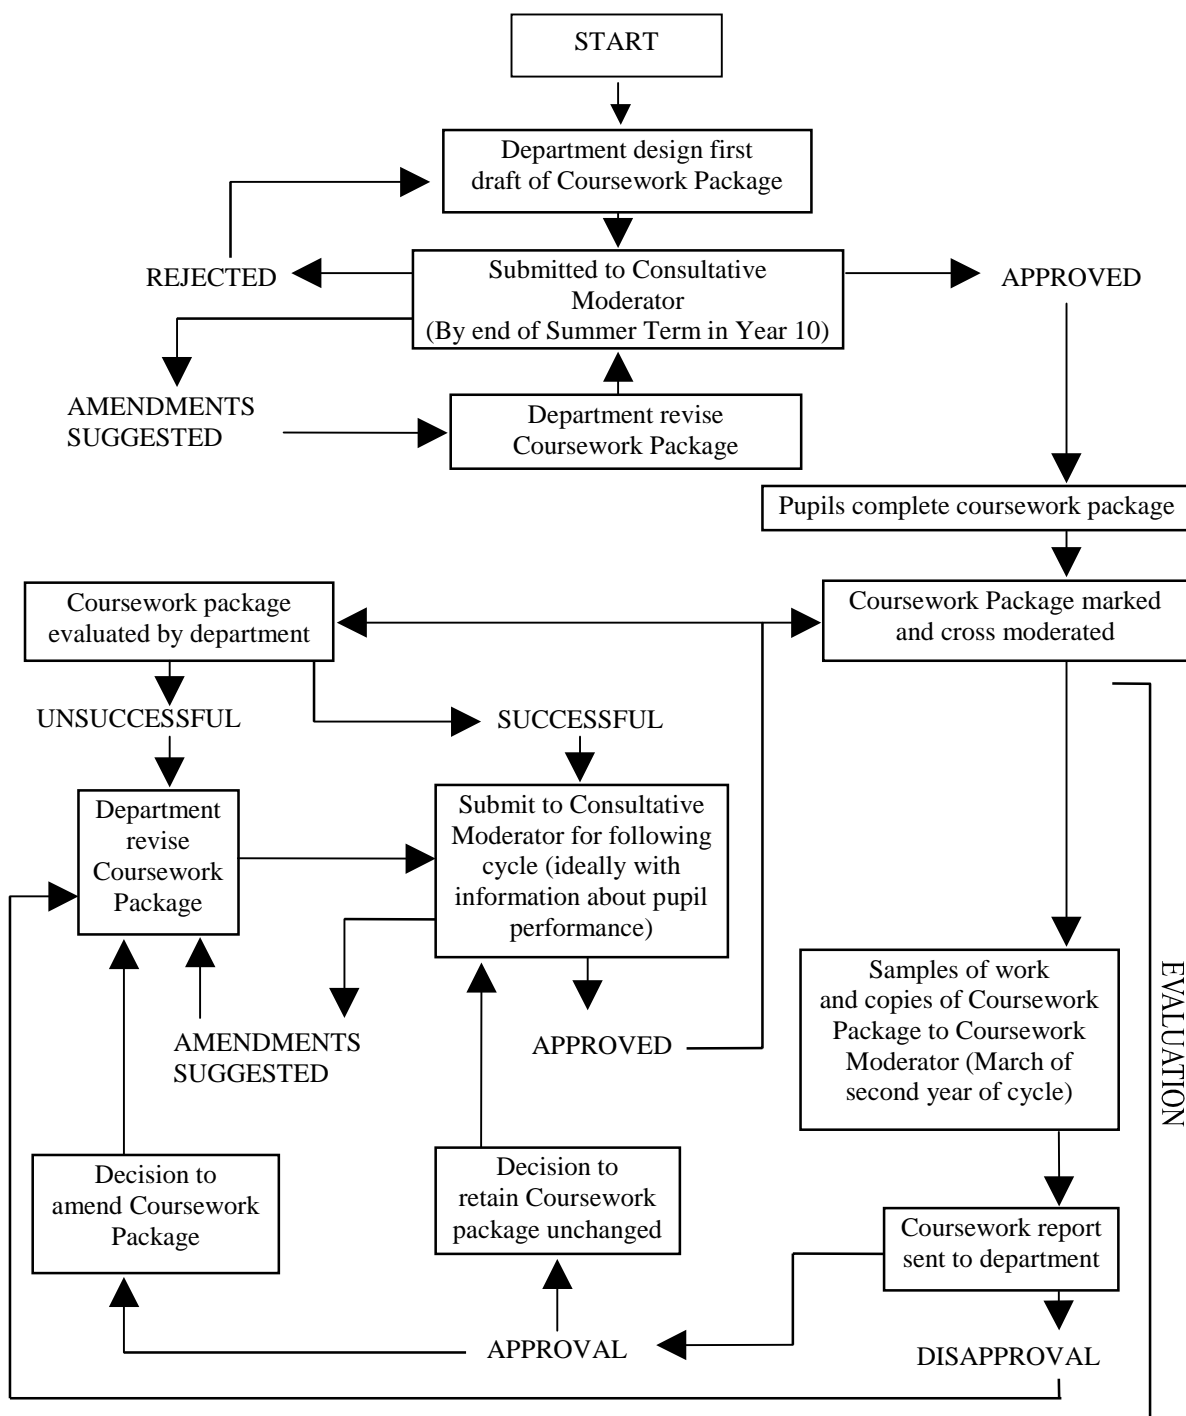 START
Department design first
draft of Coursework Package
REJECTED
Submitted to Consultative
Moderator
(By end of Summer Term in Year 10)
APPROVED
AMENDMENTS
SUGGESTED
Department revise
Coursework Package
Pupils complete coursework package
Coursework package
evaluated by department
Coursework Package marked
and cross moderated
UNSUCCESSFUL
SUCCESSFUL
Department
revise
Coursework
Package
Submit to Consultative
Moderator for following
cycle (ideally with
information about pupil
performance)
Samples of work
and copies of Coursework
Package to Coursework
Moderator (March of
second year of cycle)
EVALUATION
AMENDMENTS
SUGGESTED
APPROVED
Decision to
amend Coursework
Package
Decision to
retain Coursework
package unchanged
Coursework report
sent to department
APPROVAL
DISAPPROVAL